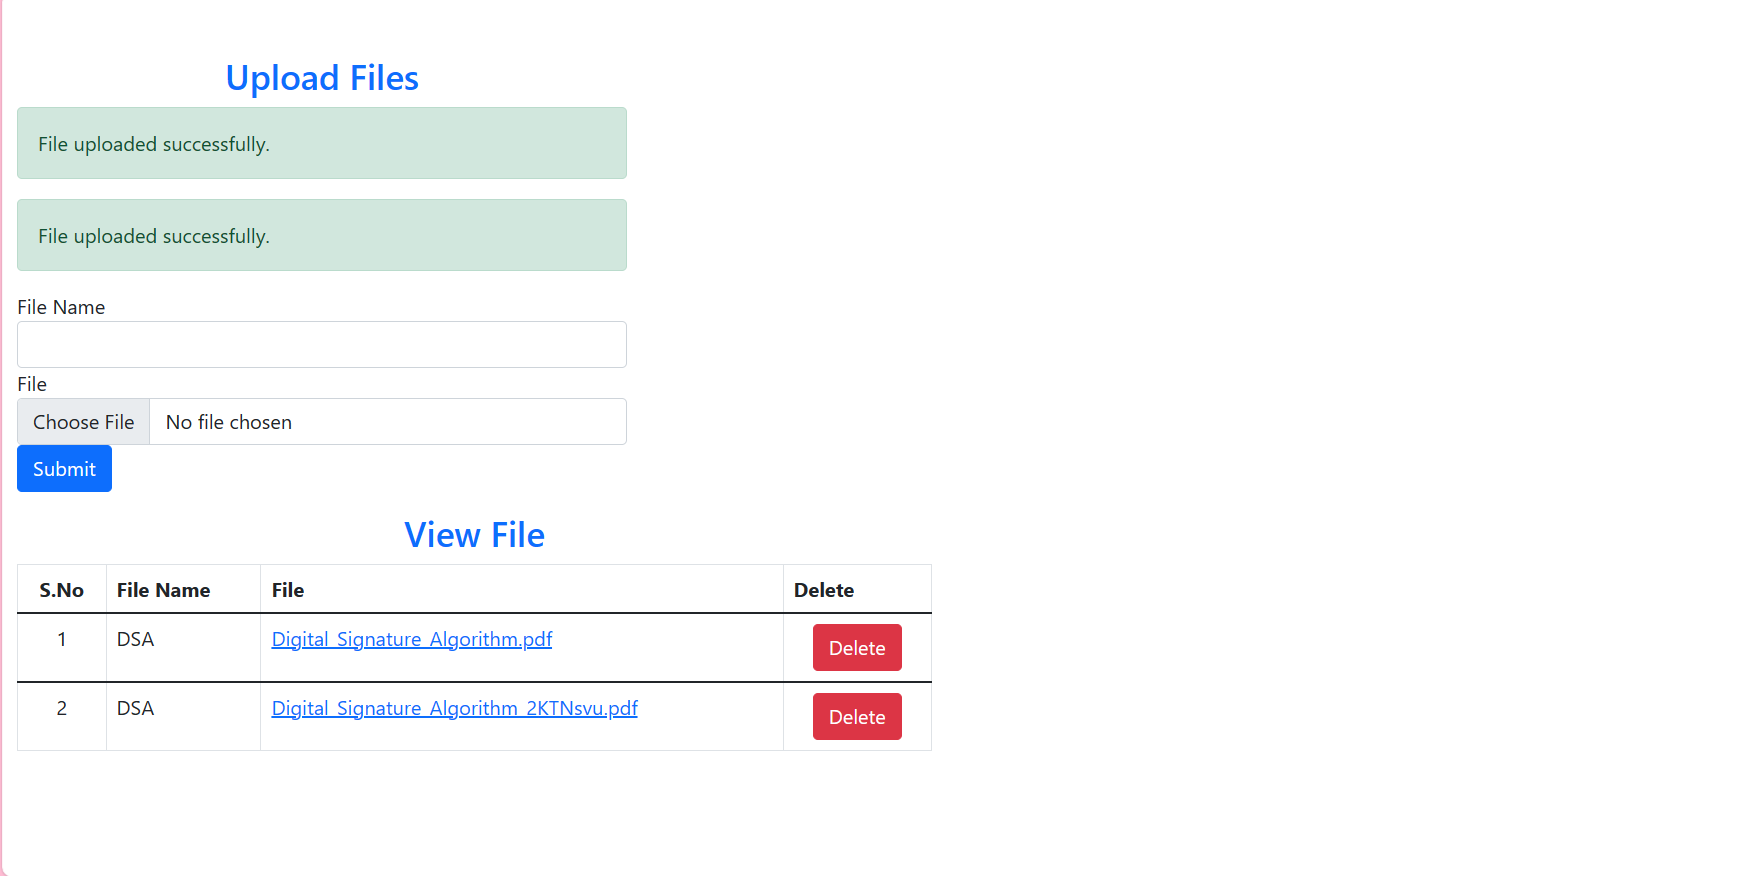 Upload Files
File uploaded successfully.
File uploaded successfully.
File Name
File
Choose File No file chosen
Submit
View File
S.No File Name File Delete
1 DSA Digital_Signature_Algorithm.pdf Delete
2 DSA Digital_Signature_Algorithm_2KTNsvu.pdf Delete